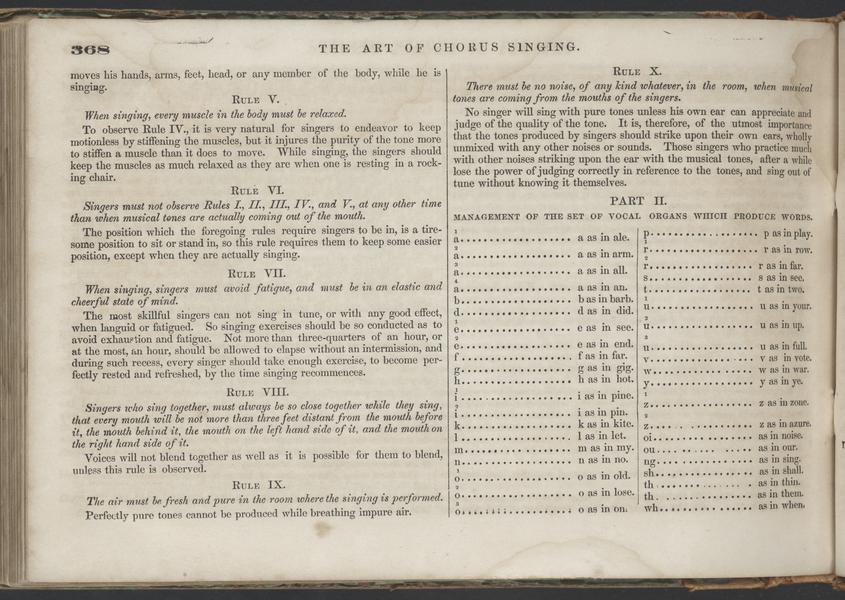 368
THE ART OF CHORUS SINGING.
moves his hands, arms, feet, head, or any member of the body, while he is
singing.
RULE V.
When singing, every muscle in the body must be relaxed.
To observe Rule IV., it is very natural for singers to endeavor to keep
motionless by stiffening the muscles, but it injures the purity of the tone more
to stiffen a muscle than it does to move. While singing, the singers should
keep the muscles as much relaxed as they are when one is resting in a rock-
ing chair.
RULE VI.
Singers must not observe Rules I., II., III., IV., and V., at any other time
than when musical tones are actually coming out of the mouth.
The position which the foregoing rules require singers to be in, is a tire-
some position to sit or stand in, so this rule requires them to keep some easier
position, except when they are actually singing.
RULE VII.
When singing, singers must avoid fatigue, and must be in an elastic and
cheerful state of mind.
The most skillful singers can not sing in tune, or with any good effect,
when languid or fatigued. So singing exercises should be so conducted as to
avoid exhaustion and fatigue. Not more than three-quarters of an hour, or
at the most, an hour, should be allowed to elapse without an intermission, and
during such recess, every singer should take enough exercise, to become per-
fectly rested and refreshed, by the time singing recommences.
RULE VIII.
Singers who sing together, must always be so close together while they sing,
that every mouth will be not more than three feet distant from the mouth before
it, the mouth behind it, the mouth on the left hand side of it, and the mouth on
the right hand side of it.
Voices will not blend together as well as it is possible for them to blend,
unless this rule is observed.
RULE IX.
The air must be fresh and pure in the room where the singing is performed.
Perfectly pure tones cannot be produced while breathing impure air.
RULE X.
There must be no noise, of any kind whatever, in the room, when musical
tones are coming from the mouths of the singers.
No singer will sing with pure tones unless his own ear can appreciate and
judge of the quality of the tone. It is, therefore, of the utmost importance
that the tones produced by singers should strike upon their own ears, wholly
unmixed with any other noises or sounds. Those singers who practice much
with other noises striking upon the ear with the musical tones, after a while
lose the power of judging correctly in reference to the tones, and sing out of
tune without knowing it themselves.
PART II.
MANAGEMENT OF THE SET OF VOCAL ORGANS WHICH PRODUCE WORDS.
1
a.................... a as in ale.
2
a.................... a as in arm.
3
a.................... a as in all.
4
a.................... a as in an.
b.................... b as in barb.
d.................... d as in did.
1
e.................... e as in see.
2
e.................... e as in end.
f.................... f as in far.
g.................... g as in gig.
h.................... h as in hot.
1
i.................... i as in pine.
2
i.................... i as in pin.
k.................... k as in kite.
l.................... l as in let.
m.................... m as in my.
n.................... n as in no.
1
o.................... o as in old.
2
o.................... o as in lose.
3
o.................... o as in on.
p.................... p as in play.
1
r.................... r as in row.
2
r.................... r as in far.
s.................... s as in see.
t.................... t as in two.
1
u.................... u as in your.
2
u.................... u as in up.
3
u.................... u as in full.
v.................... v as in vote.
w.................... w as in war.
y.................... y as in ye.
1
z.................... z as in zone.
2
z.................... z as in azure.
oi.................... as in noise.
ou.................... as in our.
ng.................... as in sing.
sh.................... as in shall.
th.................... as in thin.
th.................... as in them.
wh.................... as in when.